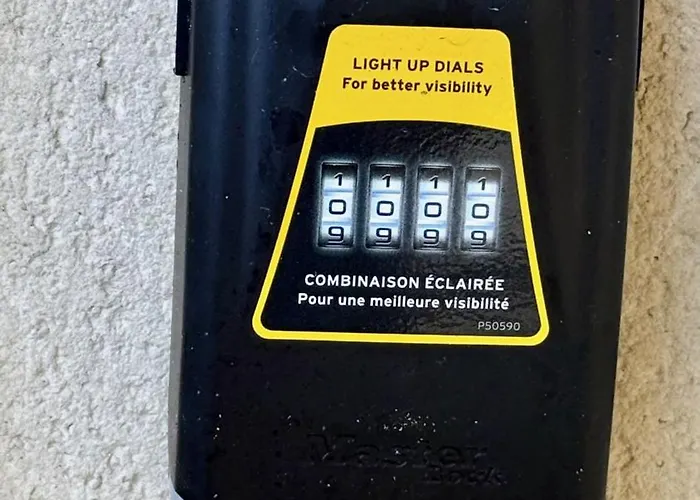 LIGHT UP DIALS
For better visibility
1 1 1 1
0 0 0 0
9 9 9 9
COMBINAISON ÉCLAIRÉE
Pour une meilleure visibilité
P50590
Master
Lock